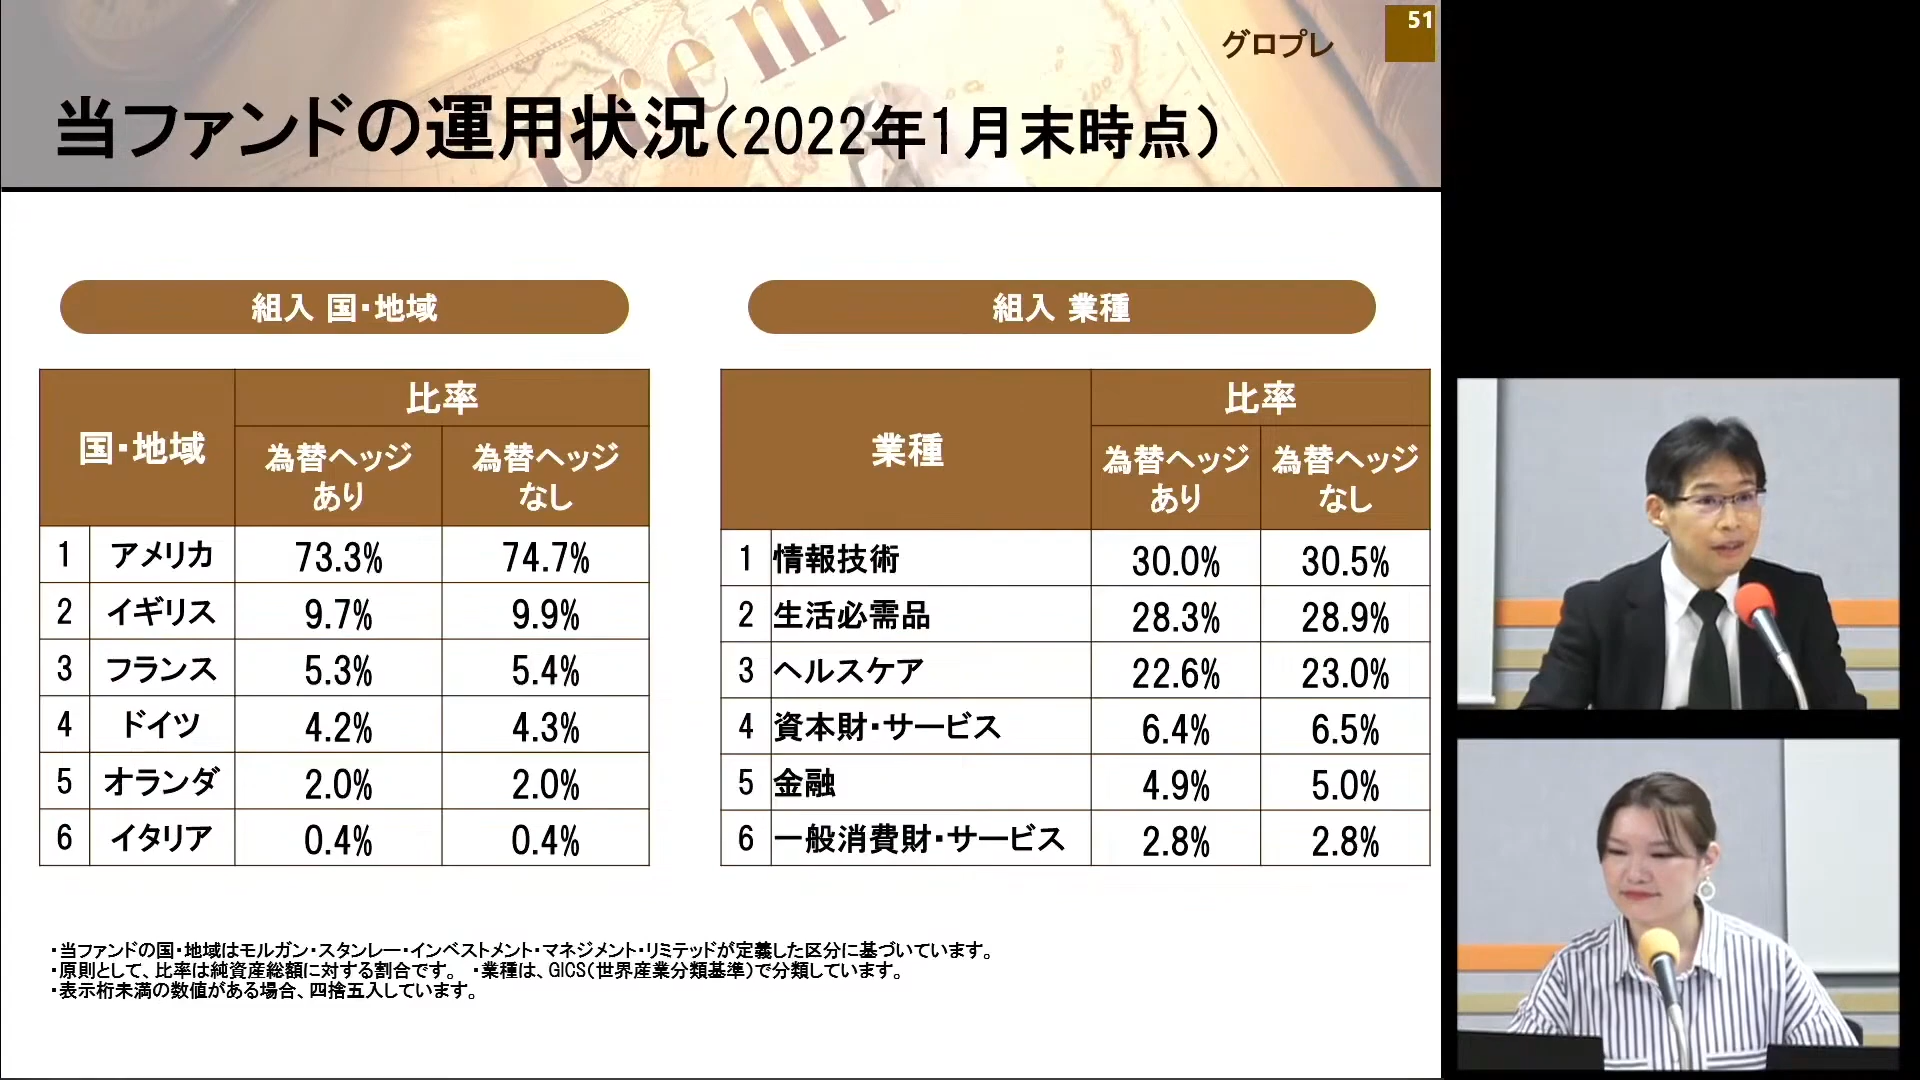 premi
グロプレ
51
当ファンドの運用状況（2022年1月末時点）
組入 国・地域
国・地域
比率
為替ヘッジ
あり
為替ヘッジ
なし
1 アメリカ 73.3% 74.7%
2 イギリス 9.7% 9.9%
3 フランス 5.3% 5.4%
4 ドイツ 4.2% 4.3%
5 オランダ 2.0% 2.0%
6 イタリア 0.4% 0.4%
組入 業種
業種
比率
為替ヘッジ
あり
為替ヘッジ
なし
1 情報技術 30.0% 30.5%
2 生活必需品 28.3% 28.9%
3 ヘルスケア 22.6% 23.0%
4 資本財・サービス 6.4% 6.5%
5 金融 4.9% 5.0%
6 一般消費財・サービス 2.8% 2.8%
・当ファンドの国・地域はモルガン・スタンレー・インベストメント・マネジメント・リミテッドが定義した区分に基づいています。
・原則として、比率は純資産総額に対する割合です。 ・業種は、GICS（世界産業分類基準）で分類しています。
・表示桁未満の数値がある場合、四捨五入しています。